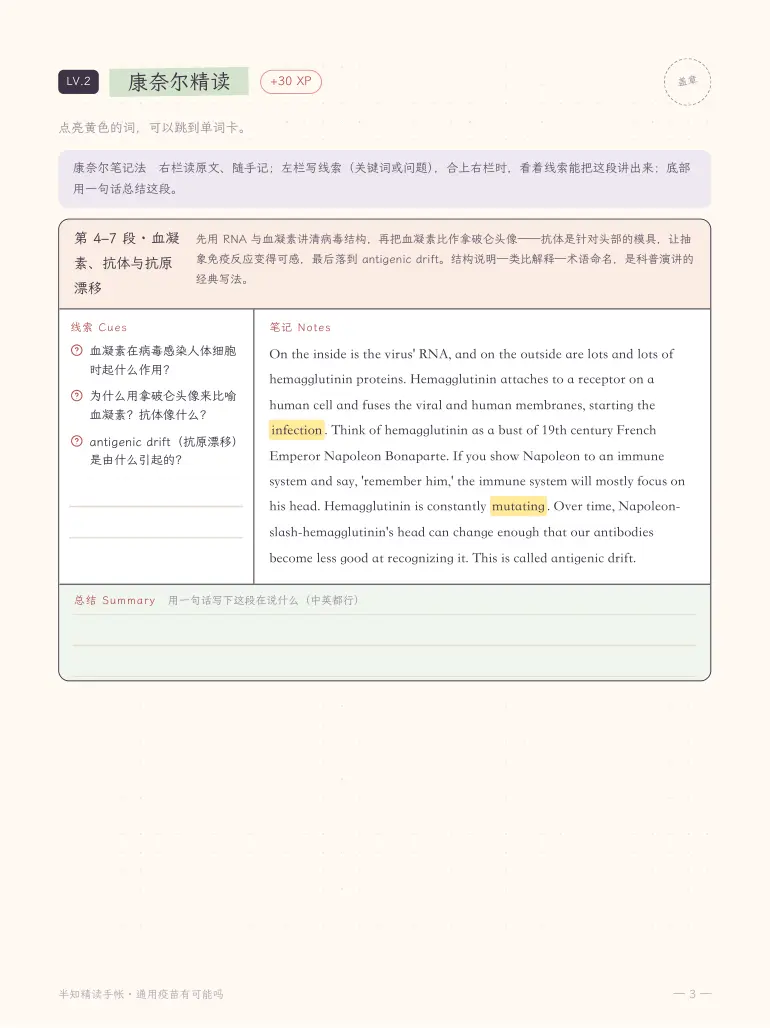 LV.2 康奈尔精读 +30 XP 盖章
点亮黄色的词，可以跳到单词卡。
康奈尔笔记法　右栏读原文、随手记；左栏写线索（关键词或问题），合上右栏时，看着线索能把这段讲出来；底部
用一句话总结这段。
第 4–7 段·血凝
素、抗体与抗原
漂移
先用 RNA 与血凝素讲清病毒结构，再把血凝素比作拿破仑头像——抗体是针对头部的模具，让抽
象免疫反应变得可感，最后落到 antigenic drift。结构说明—类比解释—术语命名，是科普演讲的
经典写法。
线索 Cues
血凝素在病毒感染人体细胞
时起什么作用？
为什么用拿破仑头像来比喻
血凝素？抗体像什么？
antigenic drift（抗原漂移）
是由什么引起的？
笔记 Notes
On the inside is the virus' RNA, and on the outside are lots and lots of
hemagglutinin proteins. Hemagglutinin attaches to a receptor on a
human cell and fuses the viral and human membranes, starting the
infection. Think of hemagglutinin as a bust of 19th century French
Emperor Napoleon Bonaparte. If you show Napoleon to an immune
system and say, 'remember him,' the immune system will mostly focus on
his head. Hemagglutinin is constantly mutating. Over time, Napoleon-
slash-hemagglutinin's head can change enough that our antibodies
become less good at recognizing it. This is called antigenic drift.
总结 Summary 用一句话写下这段在说什么（中英都行）
半知精读手帐·通用疫苗有可能吗
— 3 —